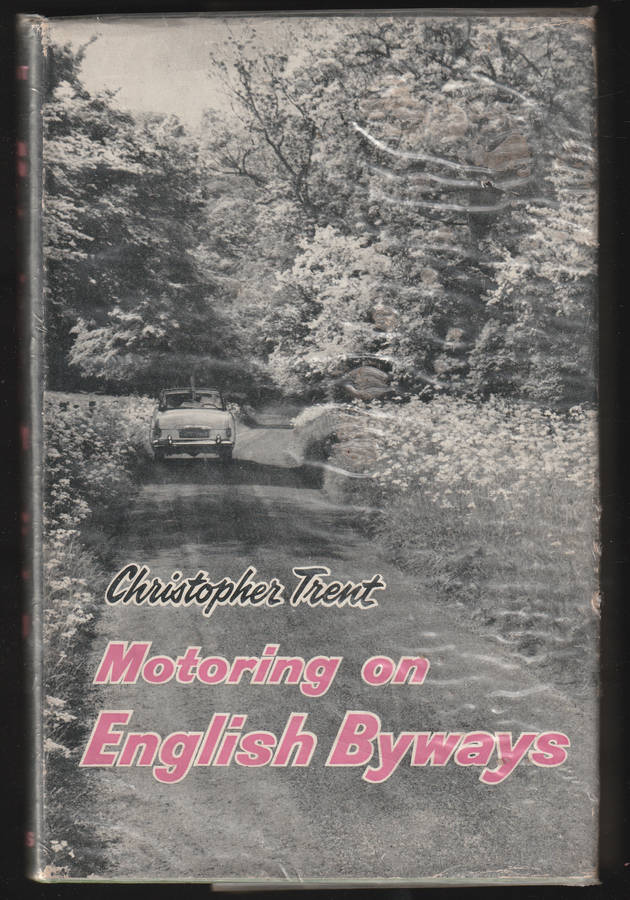 Christopher Trent
Motoring on
English Byways